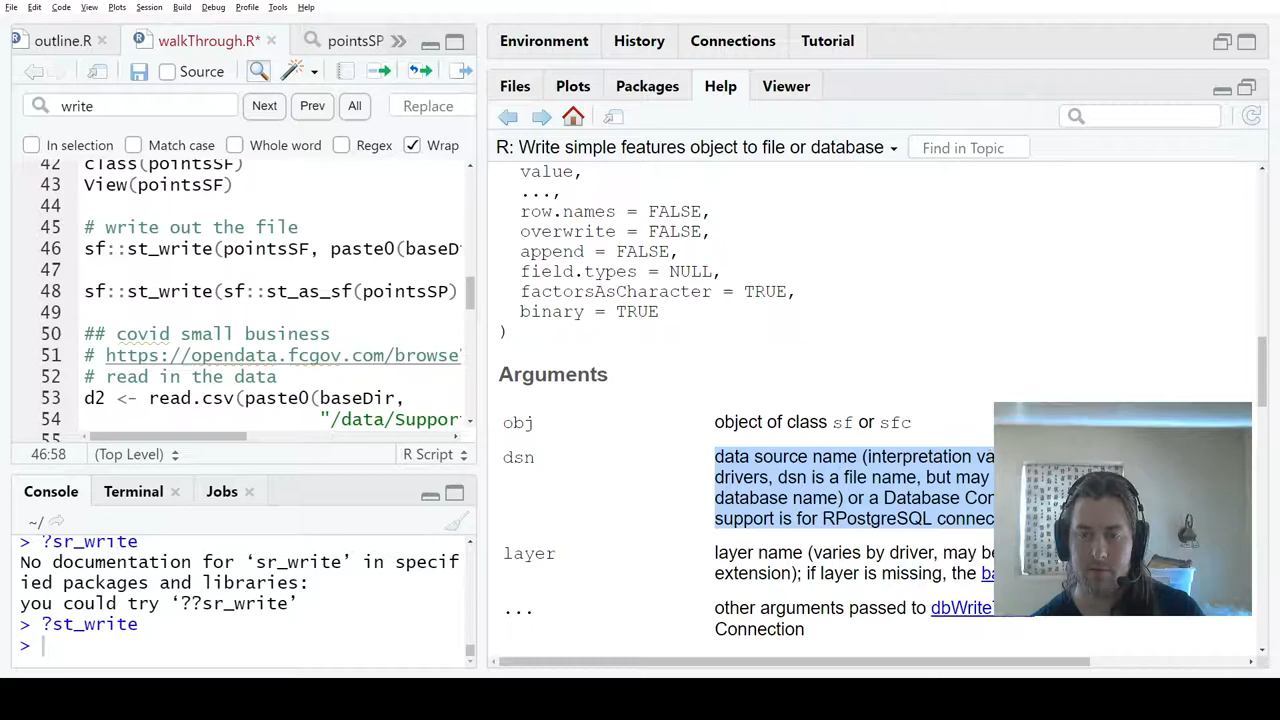 File Edit Code View Plots Session Build Debug Profile Tools Help
outline.R walkThrough.R* pointsSP
Source
write Next Prev All Replace
In selection Match case Whole word Regex Wrap
42 class(pointsSF)
43 View(pointsSF)
44
45 # write out the file
46 sf::st_write(pointsSF, paste0(baseD
47
48 sf::st_write(sf::st_as_sf(pointsSP)
49
50 ## covid small business
51 # https://opendata.fcgov.com/browse
52 # read in the data
53 d2 <- read.csv(paste0(baseDir,
54 "/data/Suppor
55
46:58 (Top Level) R Script
Console Terminal Jobs
~/
> ?sr_write
No documentation for ‘sr_write’ in specif
ied packages and libraries:
you could try ‘??sr_write’
> ?st_write
>
Environment History Connections Tutorial
Files Plots Packages Help Viewer
R: Write simple features object to file or database Find in Topic
value,
...,
row.names = FALSE,
overwrite = FALSE,
append = FALSE,
field.types = NULL,
factorsAsCharacter = TRUE,
binary = TRUE
)
Arguments
obj object of class sf or sfc
dsn data source name (interpretation va
drivers, dsn is a file name, but may
database name) or a Database Con
support is for RPostgreSQL connec
layer layer name (varies by driver, may be
extension); if layer is missing, the ba
... other arguments passed to dbWrite
Connection